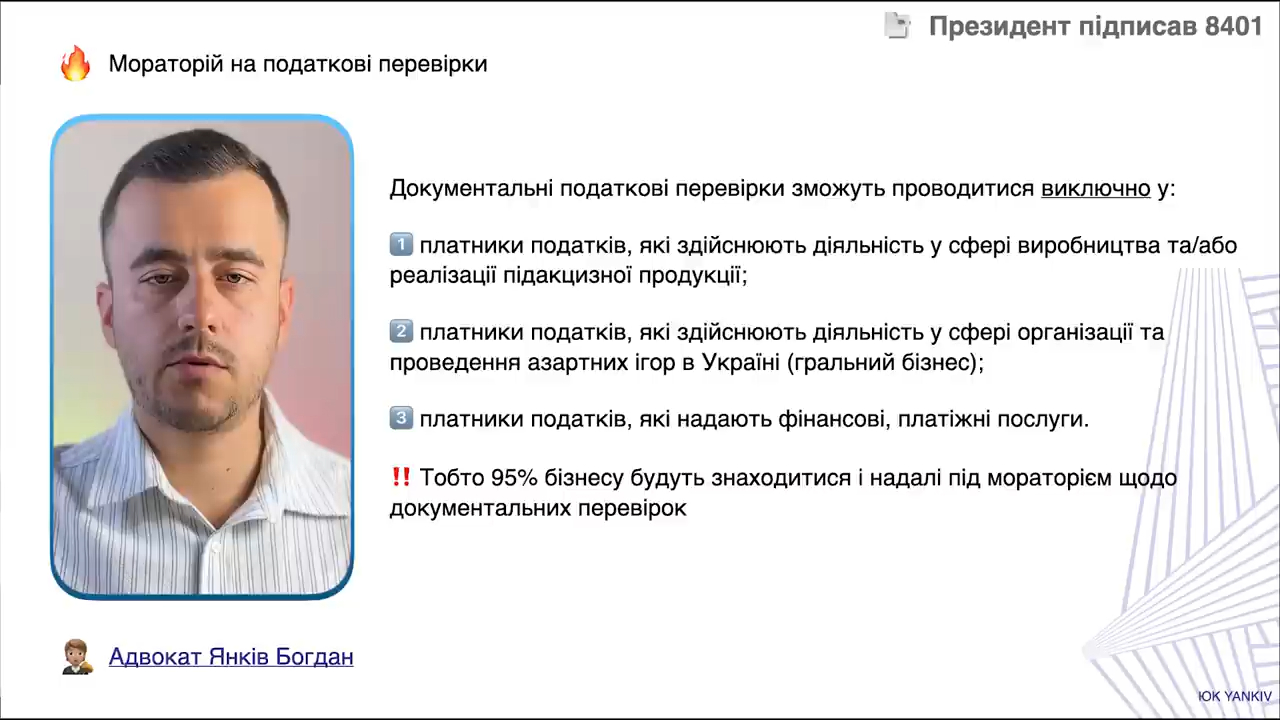 Президент підписав 8401
Мораторій на податкові перевірки
Документальні податкові перевірки зможуть проводитися виключно у:
1 платники податків, які здійснюють діяльність у сфері виробництва та/або
реалізації підакцизної продукції;
2 платники податків, які здійснюють діяльність у сфері організації та
проведення азартних ігор в Україні (гральний бізнес);
3 платники податків, які надають фінансові, платіжні послуги.
‼️ Тобто 95% бізнесу будуть знаходитися і надалі під мораторієм щодо
документальних перевірок
Адвокат Янків Богдан
ЮК YANKIV